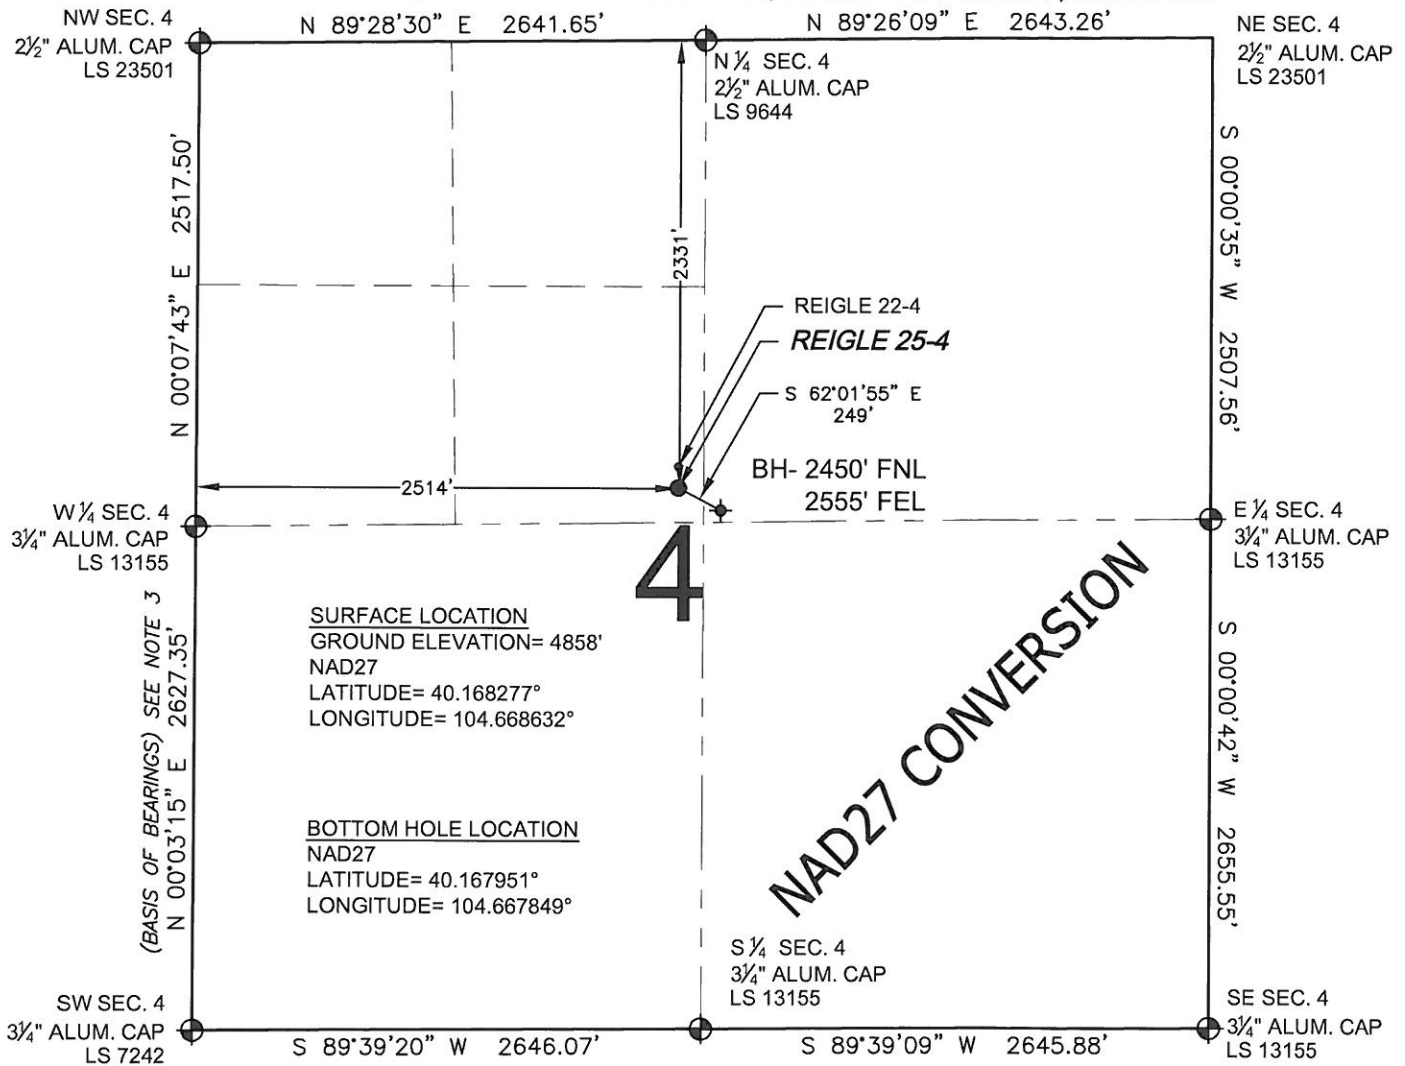 NW SEC. 4
2½" ALUM. CAP
LS 23501
N 89°28'30" E 2641.65'
N 89°26'09" E 2643.26'
NE SEC. 4
2½" ALUM. CAP
LS 23501
N ¼ SEC. 4
2½" ALUM. CAP
LS 9644
N 00°07'43" E 2517.50'
S 00°00'35" W 2507.56'
2331'
REIGLE 22-4
REIGLE 25-4
S 62°01'55" E
249'
BH- 2450' FNL
2555' FEL
2514'
W ¼ SEC. 4
3¼" ALUM. CAP
LS 13155
E ¼ SEC. 4
3¼" ALUM. CAP
LS 13155
4
(BASIS OF BEARINGS) SEE NOTE 3
N 00°03'15" E 2627.35'
SURFACE LOCATION
GROUND ELEVATION= 4858'
NAD27
LATITUDE= 40.168277°
LONGITUDE= 104.668632°
NAD27 CONVERSION
S 00°00'42" W 2655.55'
BOTTOM HOLE LOCATION
NAD27
LATITUDE= 40.167951°
LONGITUDE= 104.667849°
S ¼ SEC. 4
3¼" ALUM. CAP
LS 13155
SW SEC. 4
3¼" ALUM. CAP
LS 7242
S 89°39'20" W 2646.07'
S 89°39'09" W 2645.88'
SE SEC. 4
3¼" ALUM. CAP
LS 13155